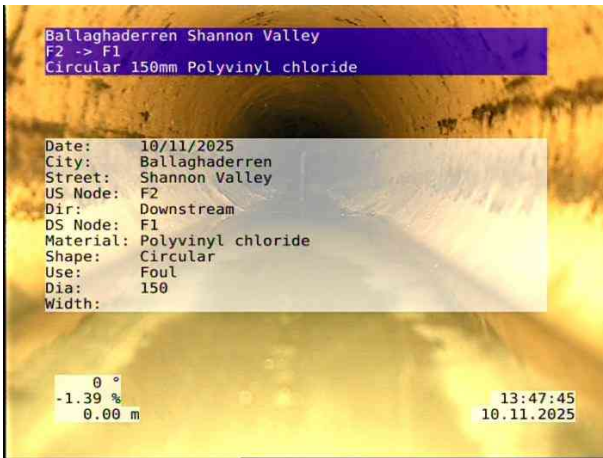 Ballaghaderren Shannon Valley
F2 -> F1
Circular 150mm Polyvinyl chloride
Date: 10/11/2025
City: Ballaghaderren
Street: Shannon Valley
US Node: F2
Dir: Downstream
DS Node: F1
Material: Polyvinyl chloride
Shape: Circular
Use: Foul
Dia: 150
Width:
0 °
-1.39 %
0.00 m
13:47:45
10.11.2025